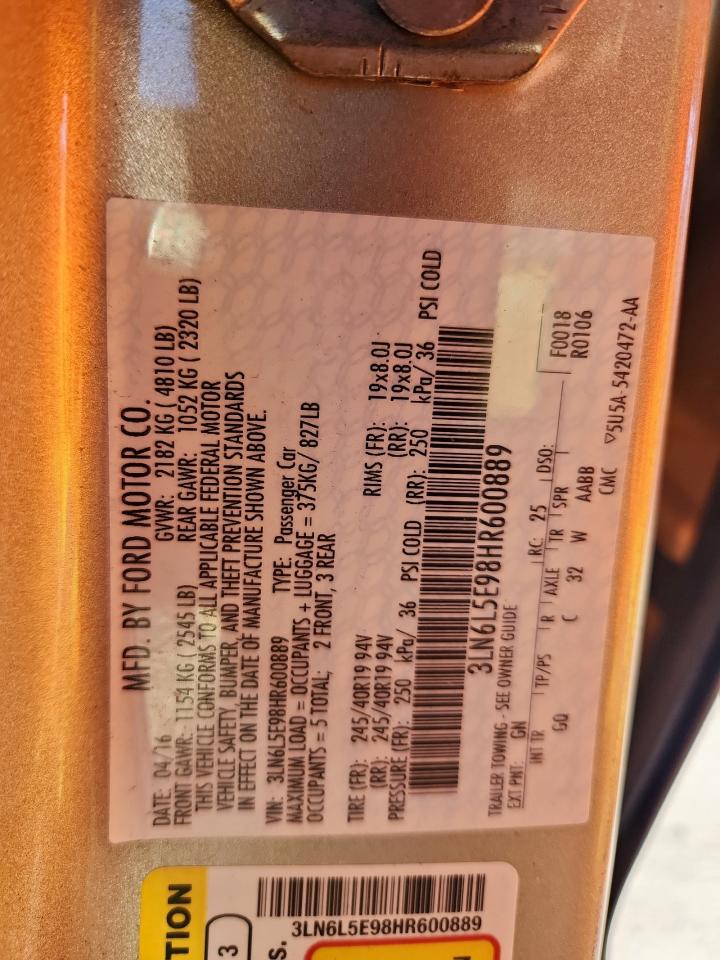 MFD. BY FORD MOTOR CO.
DATE: 04/16 GVWR: 2182 KG ( 4810 LB)
FRONT GAWR: 1154 KG ( 2545 LB) REAR GAWR: 1052 KG ( 2320 LB)
THIS VEHICLE CONFORMS TO ALL APPLICABLE FEDERAL MOTOR
VEHICLE SAFETY, BUMPER, AND THEFT PREVENTION STANDARDS
IN EFFECT ON THE DATE OF MANUFACTURE SHOWN ABOVE.
VIN: 3LN6L5E98HR600889 TYPE: Passenger Car
MAXIMUM LOAD = OCCUPANTS + LUGGAGE = 375KG/ 827LB
OCCUPANTS = 5 TOTAL; 2 FRONT, 3 REAR
TIRE (FR): 245/40R19 94V RIMS (FR): 19x8.0J
(RR): 245/40R19 94V (RR): 19x8.0J
PRESSURE (FR): 250 kPa/ 36 PSI COLD (RR): 250 kPa/ 36 PSI COLD
3LN6L5E98HR600889
TRAILER TOWING - SEE OWNER GUIDE
EXT PNT: GN RC: 25 DSO:
INT TR TP/PS R AXLE TR SPR F0018
GQ C 32 W AABB R0106
CMC ▽5U5A-5420472-AA
TION
3
S.
3LN6L5E98HR600889